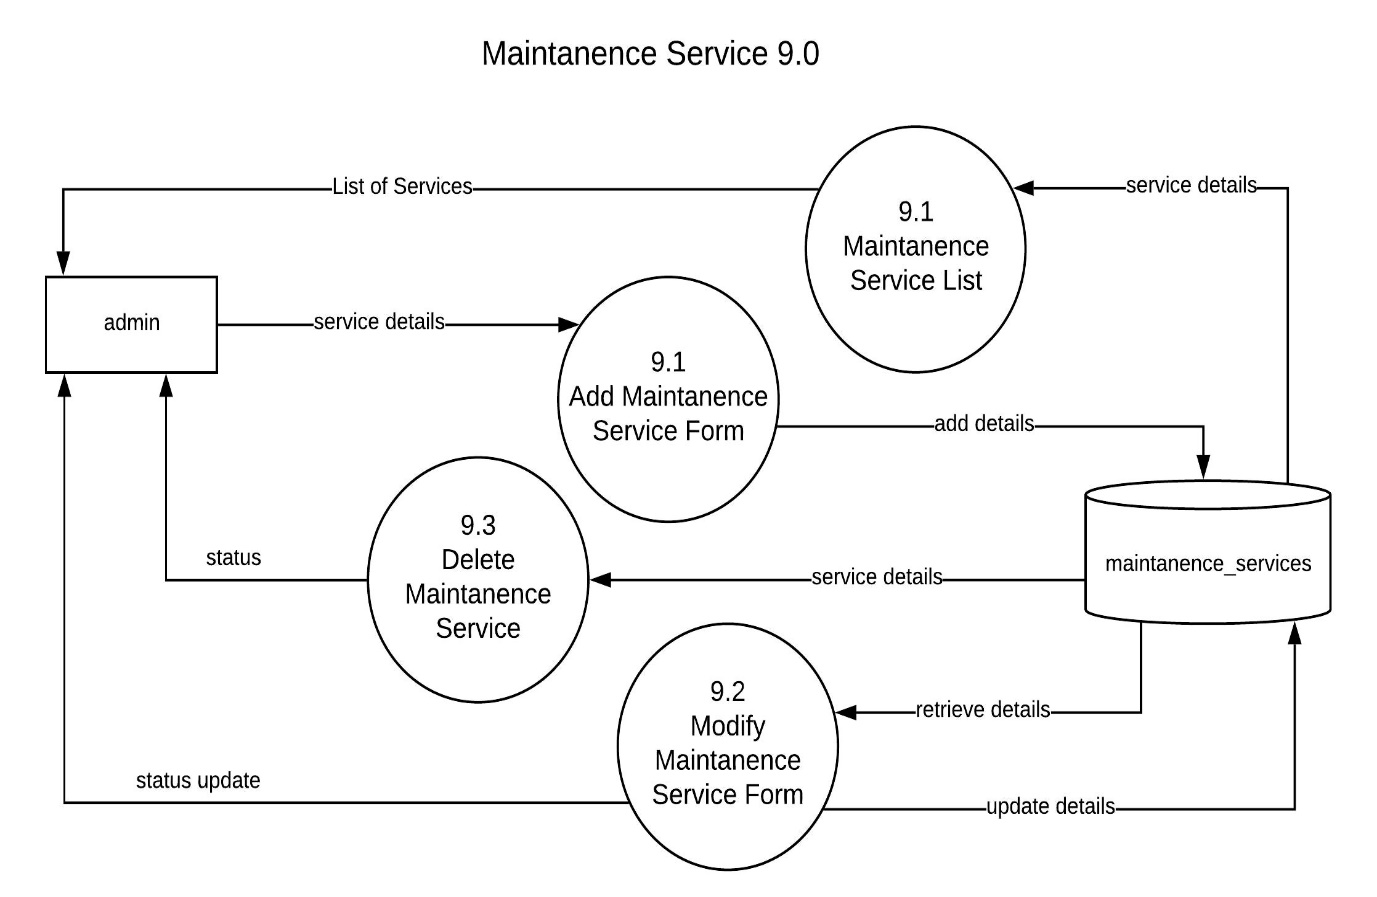 Maintanence Service 9.0
List of Services
service details
9.1
Maintanence
Service List
admin
service details
9.1
Add Maintanence
Service Form
add details
9.3
Delete
Maintanence
Service
status
service details
maintanence_services
9.2
Modify
Maintanence
Service Form
retrieve details
status update
update details